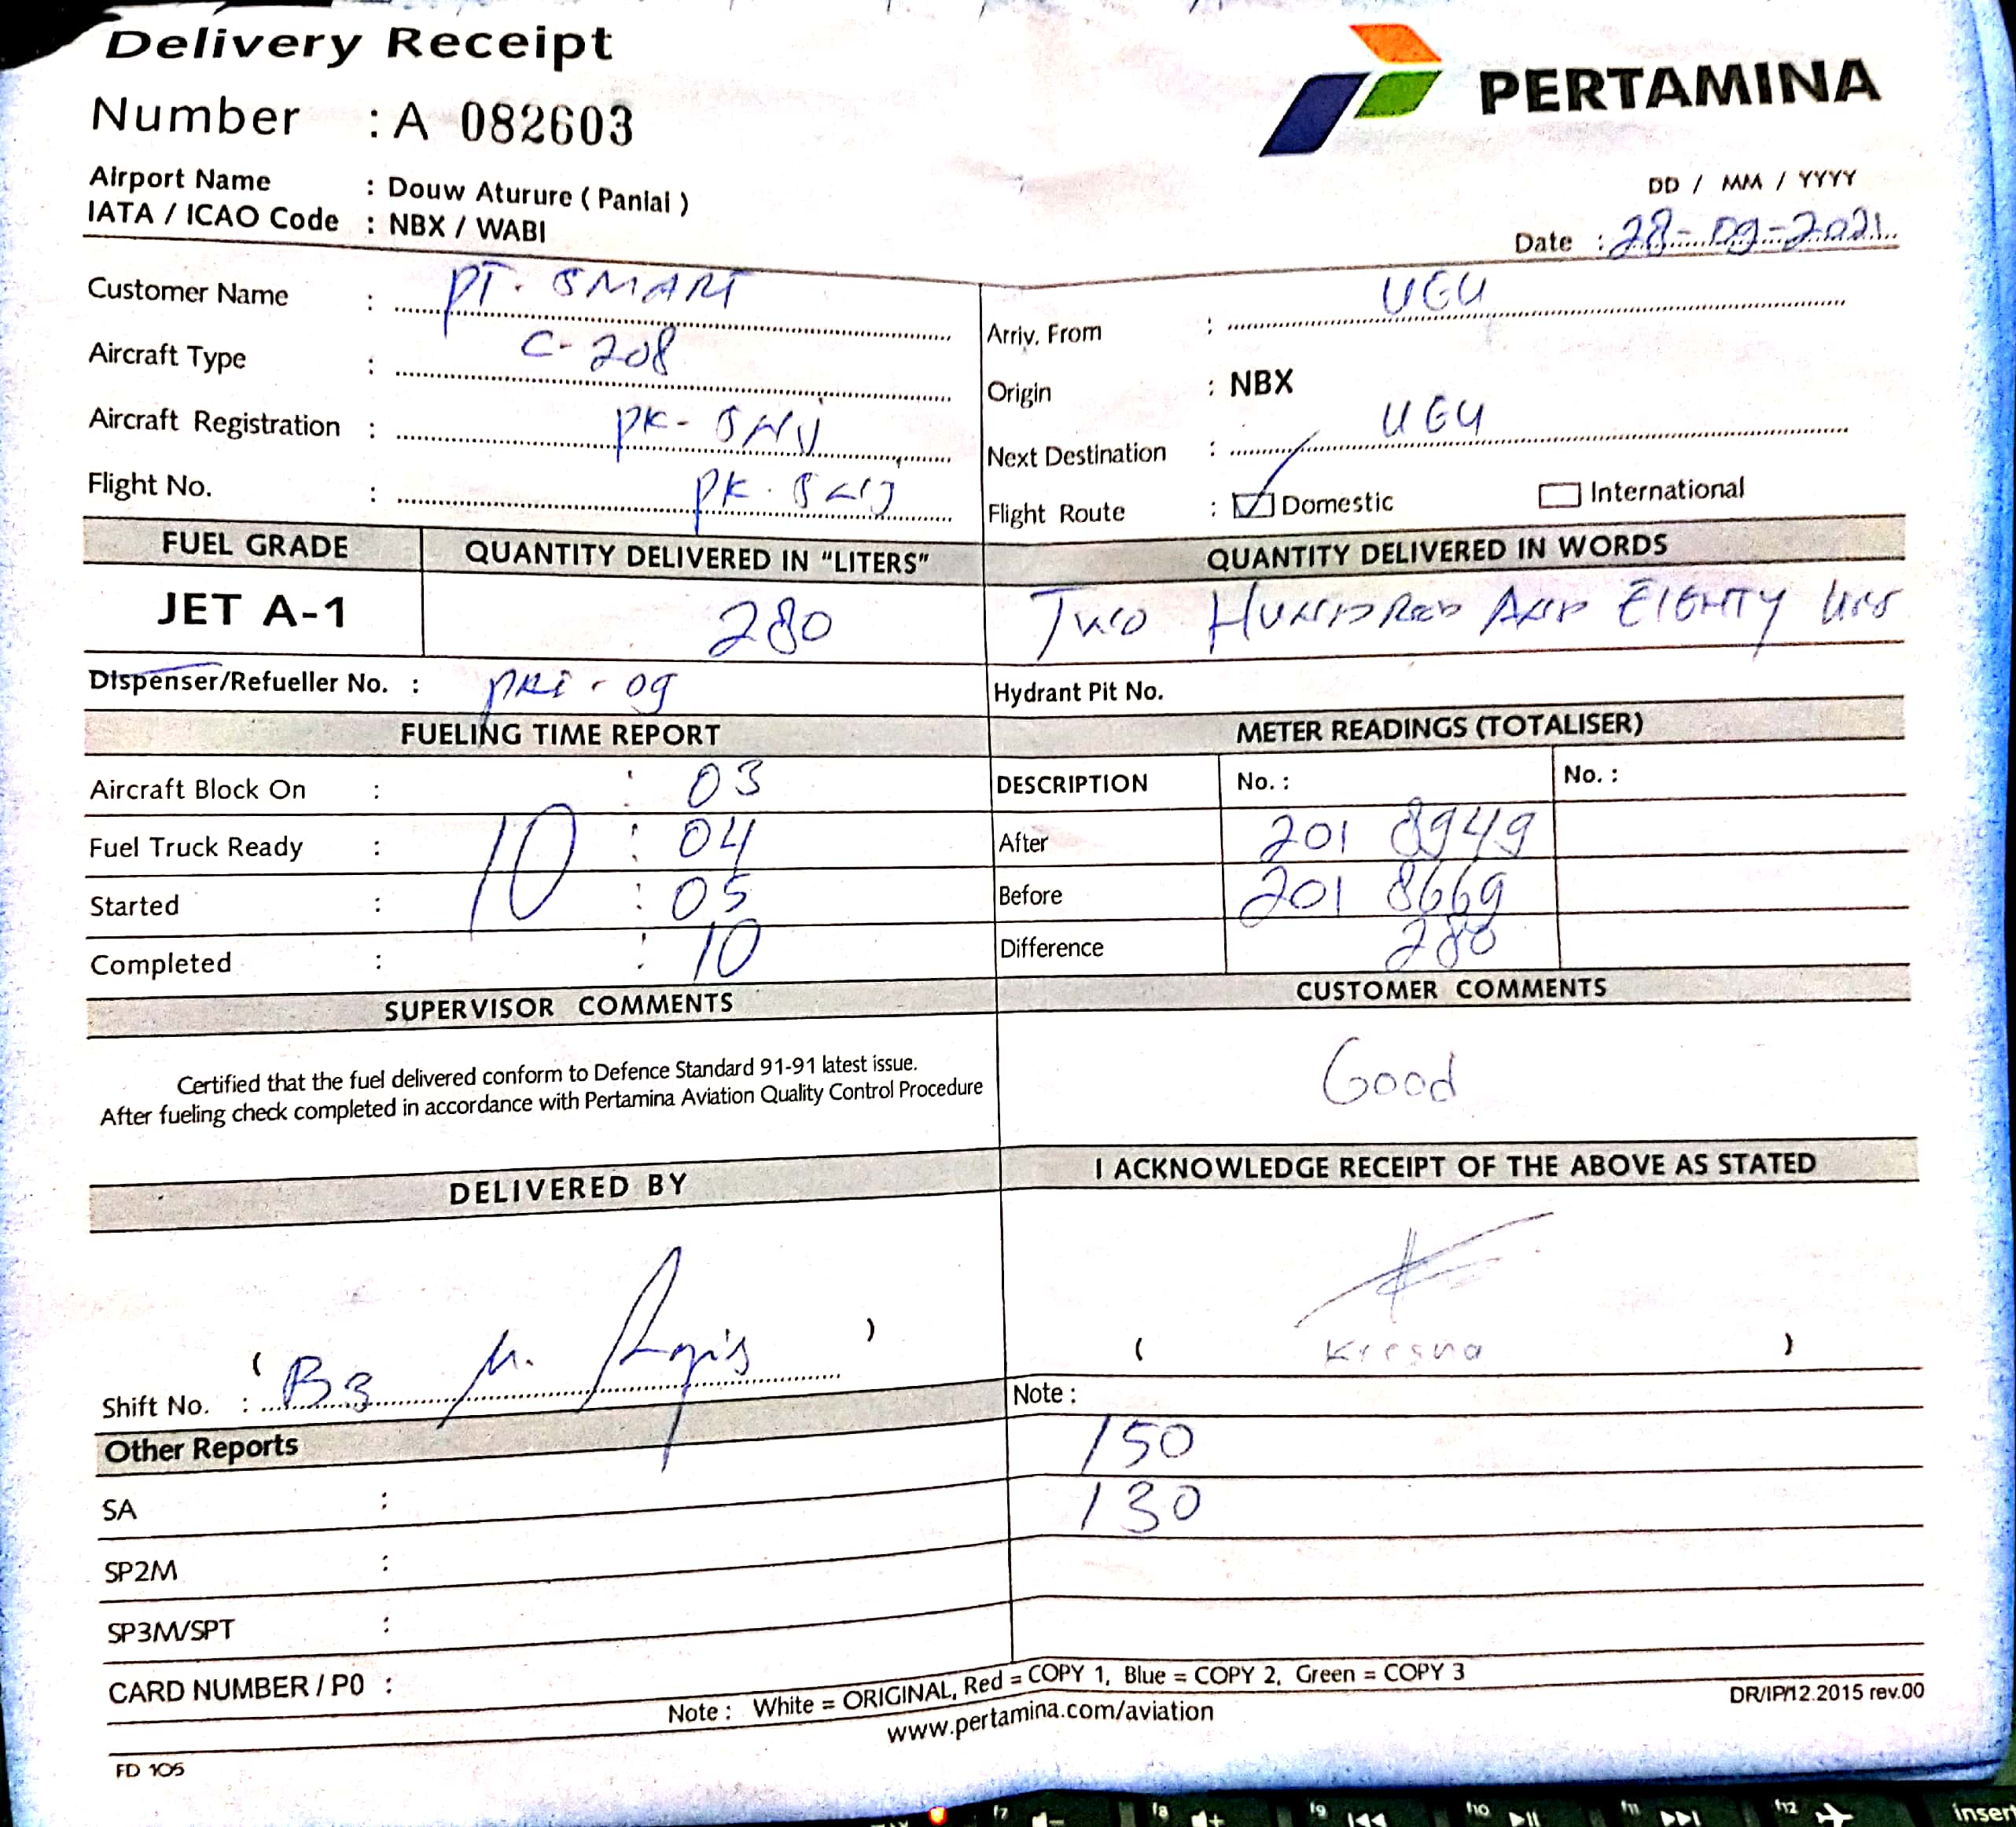 Delivery Receipt
PERTAMINA
Number : A 082603
Airport Name : Douw Aturure ( Panlal )
IATA / ICAO Code : NBX / WABI
DD / MM / YYYY
Date : 28-09-2021
Customer Name : PT. SMART
Arriv. From : UGU
Aircraft Type : C-208
Origin : NBX
Aircraft Registration : PK-
Next Destination : UGU
Flight No. : PK.
Flight Route : Domestic International
FUEL GRADE QUANTITY DELIVERED IN "LITERS" QUANTITY DELIVERED IN WORDS
JET A-1 280 TWO HUNDRED AND EIGHTY
Dispenser/Refueller No. : 09 Hydrant Pit No.
FUELING TIME REPORT METER READINGS (TOTALISER)
Aircraft Block On : : 03 DESCRIPTION No. : No. :
Fuel Truck Ready : 10 : 04 After 201 8949
Started : : 05 Before 201 8669
Completed : : 10 Difference 280
SUPERVISOR COMMENTS CUSTOMER COMMENTS
Certified that the fuel delivered conform to Defence Standard 91-91 latest issue.
After fueling check completed in accordance with Pertamina Aviation Quality Control Procedure
Good
DELIVERED BY I ACKNOWLEDGE RECEIPT OF THE ABOVE AS STATED
( ) ( Kresna )
Shift No. : B3
Note :
Other Reports 150
SA : 130
SP2M :
SP3M/SPT :
CARD NUMBER / P0 :
Note : White = ORIGINAL, Red = COPY 1, Blue = COPY 2, Green = COPY 3
www.pertamina.com/aviation
DR/IP/12.2015 rev.00
FD 105
f7 f8 f9 f10 f11 f12 insert